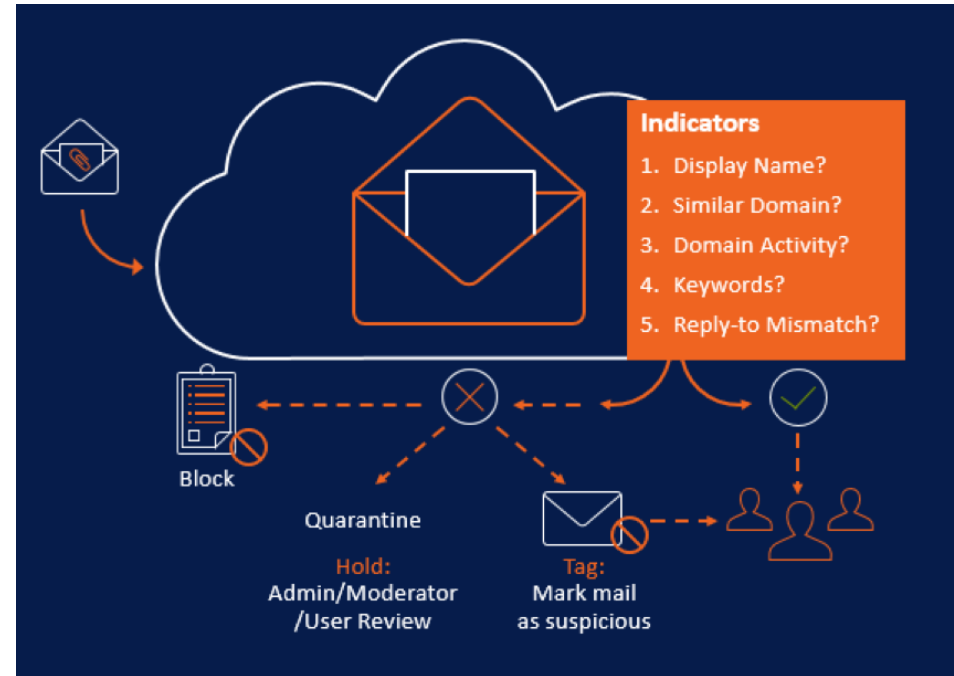 Indicators
1. Display Name?
2. Similar Domain?
3. Domain Activity?
4. Keywords?
5. Reply-to Mismatch?
Block
Quarantine
Hold:
Admin/Moderator
/User Review
Tag:
Mark mail
as suspicious